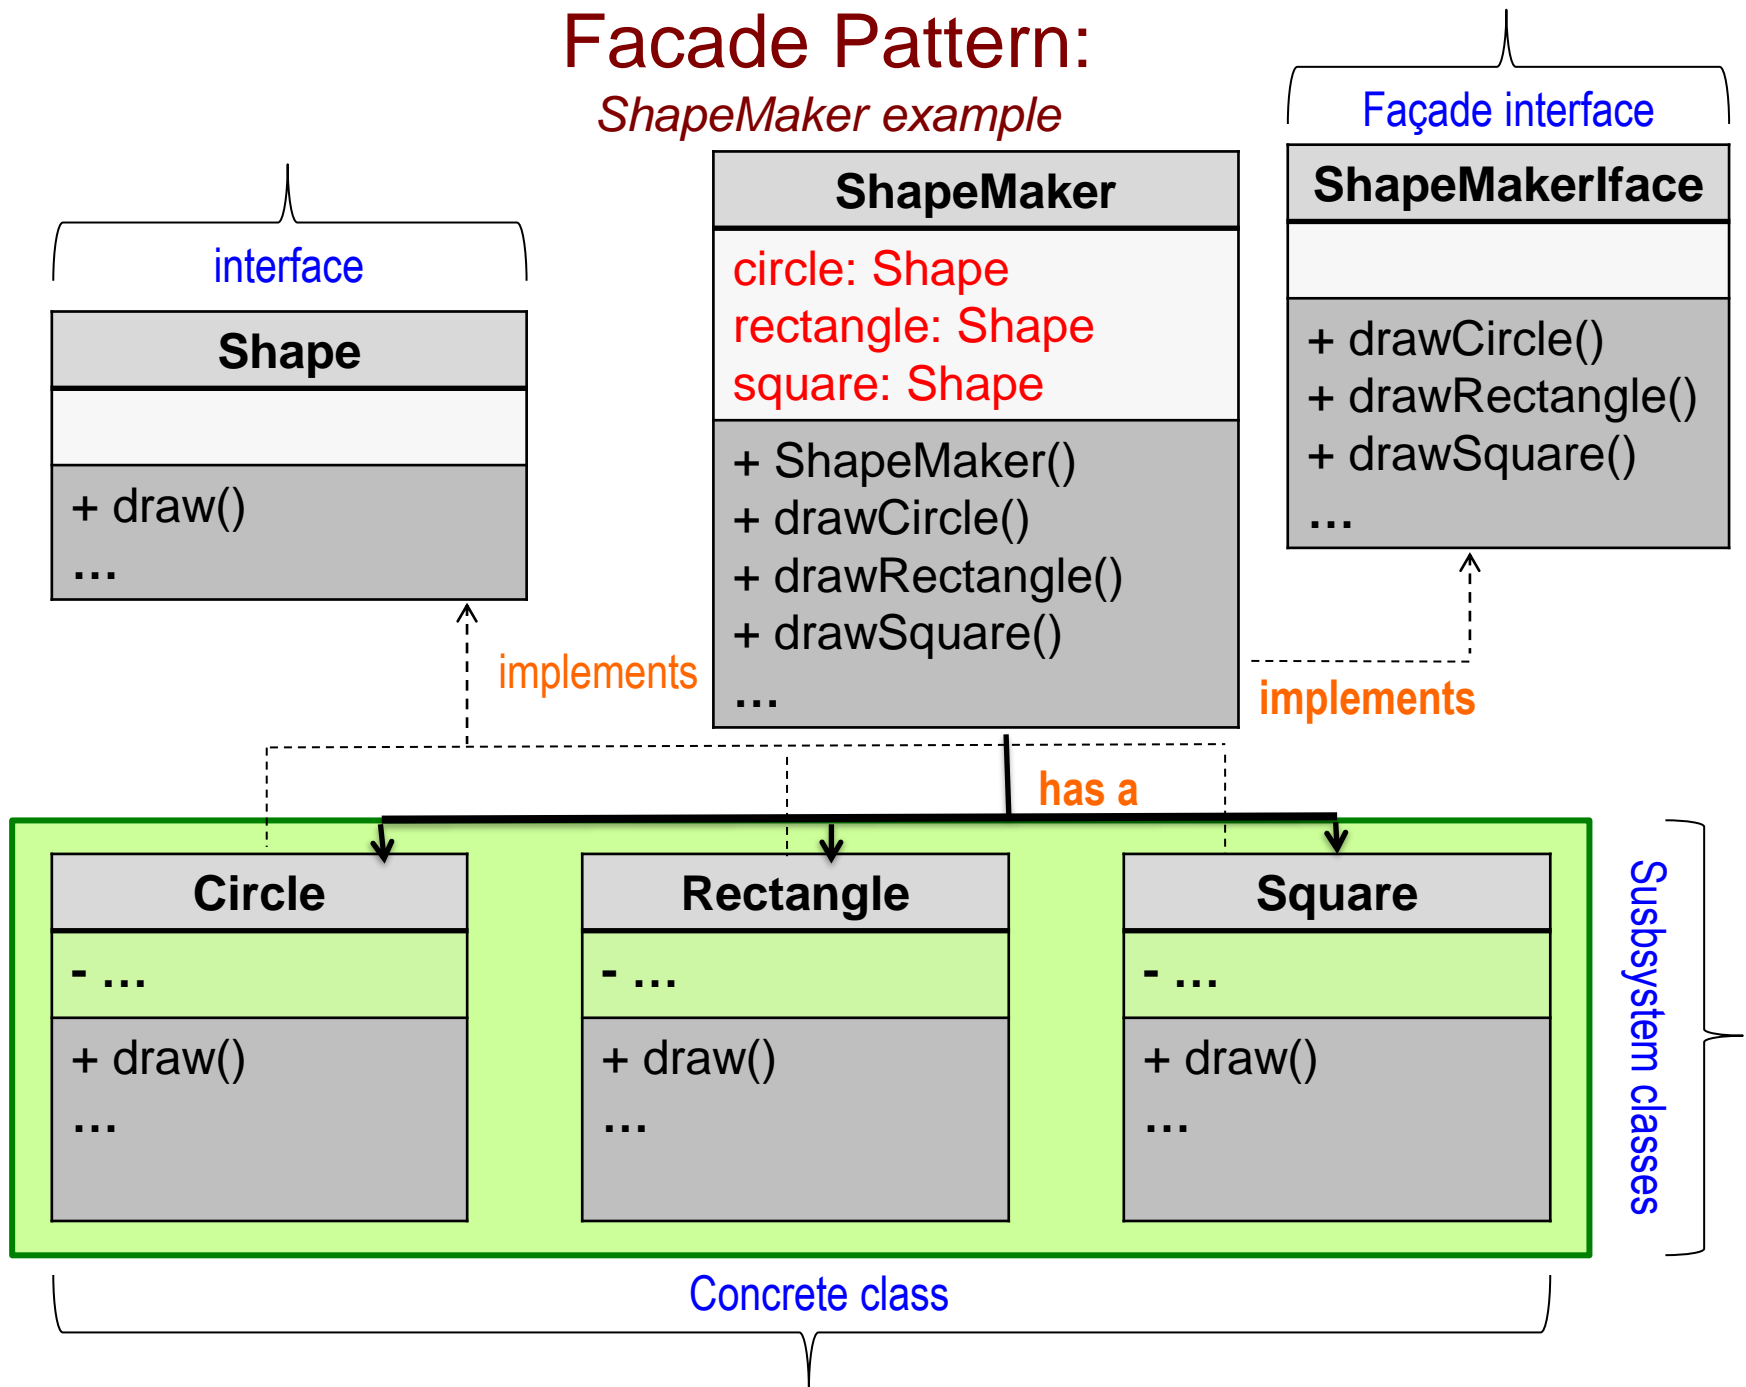 Facade Pattern:
ShapeMaker example
Façade interface
ShapeMakerIface
+ drawCircle()
+ drawRectangle()
+ drawSquare()
…
ShapeMaker
circle: Shape
rectangle: Shape
square: Shape
+ ShapeMaker()
+ drawCircle()
+ drawRectangle()
+ drawSquare()
…
interface
Shape
+ draw()
…
implements
implements
has a
Circle
- …
+ draw()
…
Rectangle
- …
+ draw()
…
Square
- …
+ draw()
…
Susbsystem classes
Concrete class